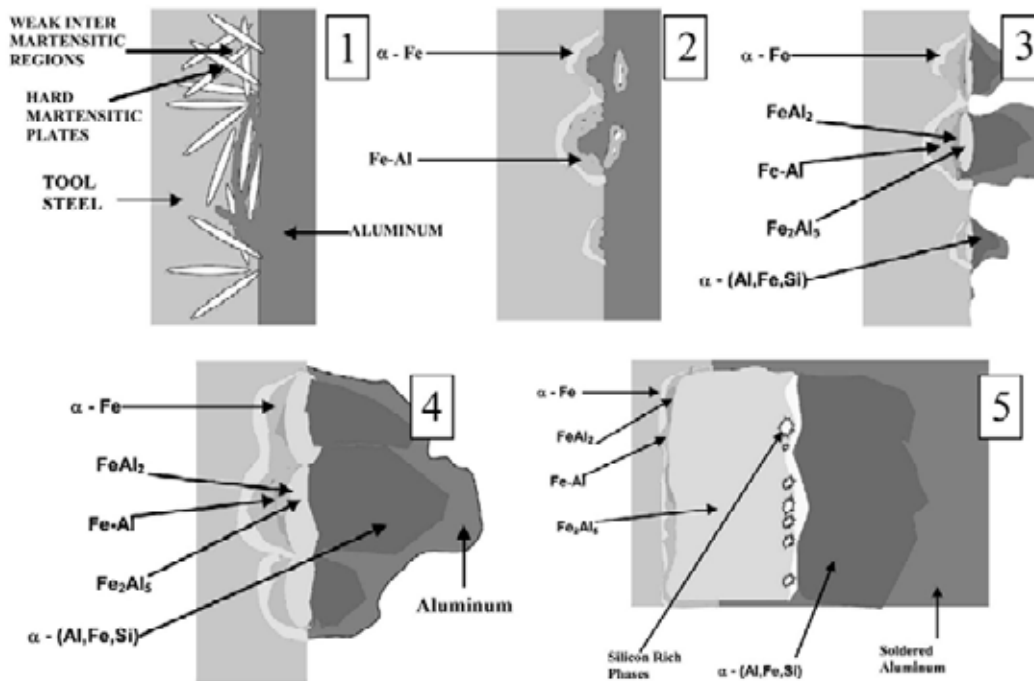 WEAK INTER
MARTENSITIC
REGIONS
HARD
MARTENSITIC
PLATES
TOOL
STEEL
ALUMINUM
1
α - Fe
Fe-Al
2
α - Fe
FeAl₂
Fe-Al
Fe₂Al₅
α - (Al,Fe,Si)
3
α - Fe
FeAl₂
Fe•Al
Fe₂Al₅
α - (Al,Fe,Si)
Aluminum
4
α - Fe
FeAl₂
Fe-Al
Fe₂Al₅
Silicon Rich
Phases
α - (Al,Fe,Si)
Soldered
Aluminum
5